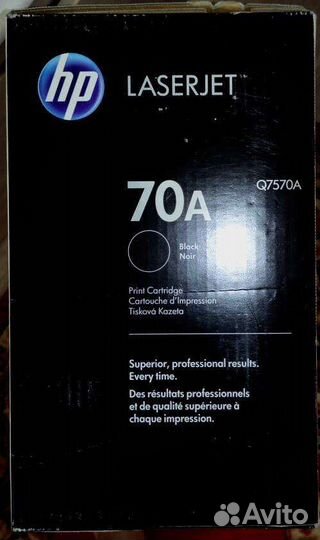 hp
LASERJET
70A
Q7570A
Black
Noir
Print Cartridge
Cartouche d'Impression
Tisková Kazeta
Superior, professional results.
Every time.
Des résultats professionnels
et de qualité supérieure à
chaque impression.
Avito